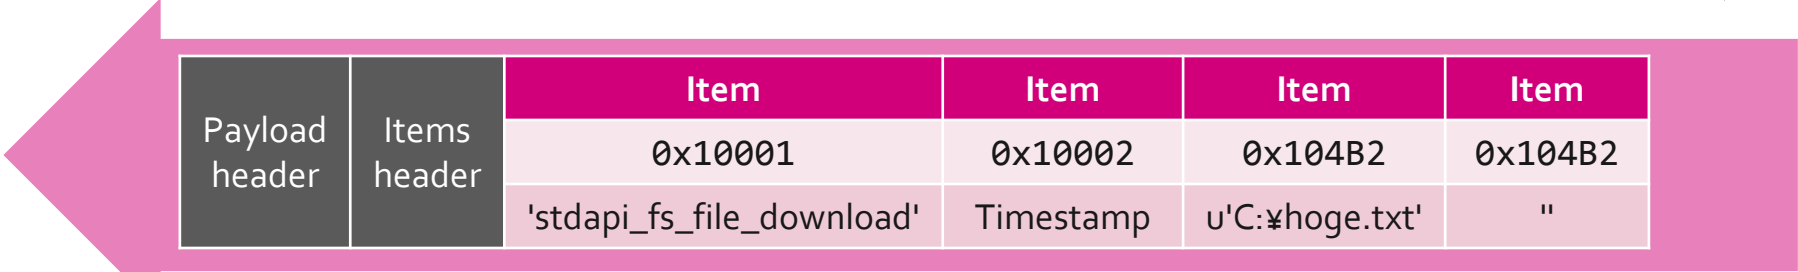 Payload header
Items header
Item
Item
Item
Item
0x10001
0x10002
0x104B2
0x104B2
'stdapi_fs_file_download'
Timestamp
u'C:¥hoge.txt'
''